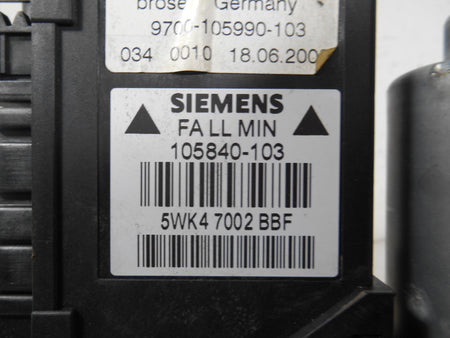 brose Germany
9700-105990-103
034 0010 18.06.200
SIEMENS
FA LL MIN
105840-103
5WK4 7002 BBF